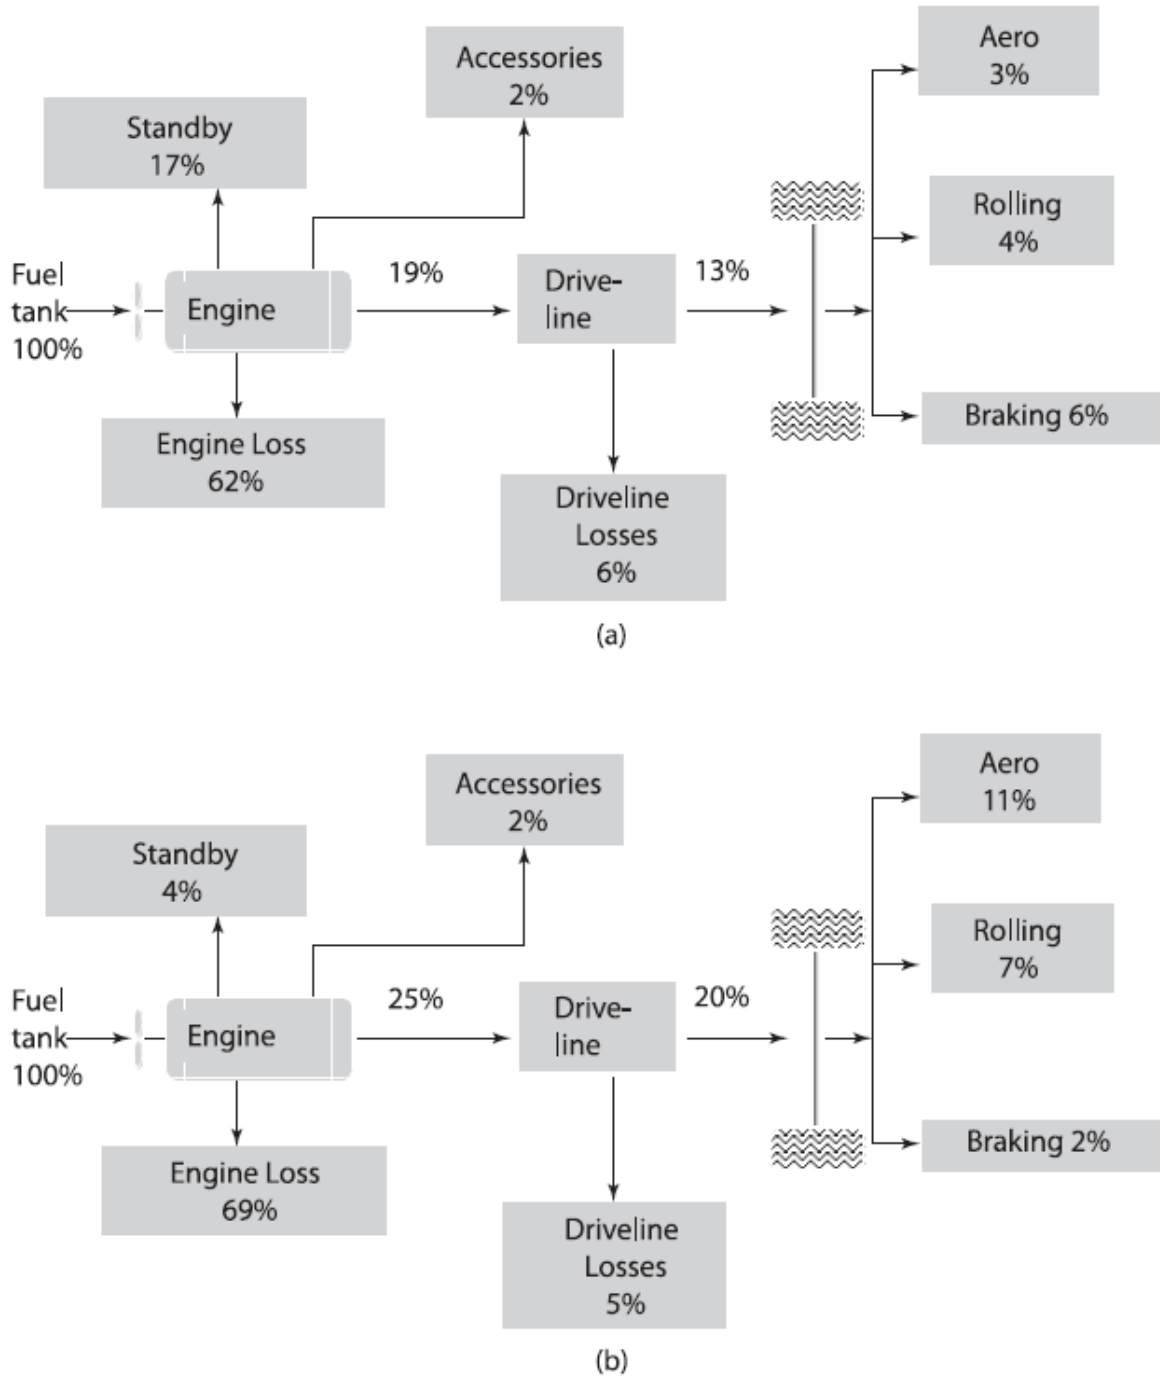 Accessories
2%
Aero
3%
Standby
17%
Rolling
4%
Fuel
tank
100%
Engine
19%
Drive-
line
13%
Braking 6%
Engine Loss
62%
Driveline
Losses
6%
(a)
Accessories
2%
Aero
11%
Standby
4%
Rolling
7%
Fuel
tank
100%
Engine
25%
Drive-
line
20%
Braking 2%
Engine Loss
69%
Driveline
Losses
5%
(b)